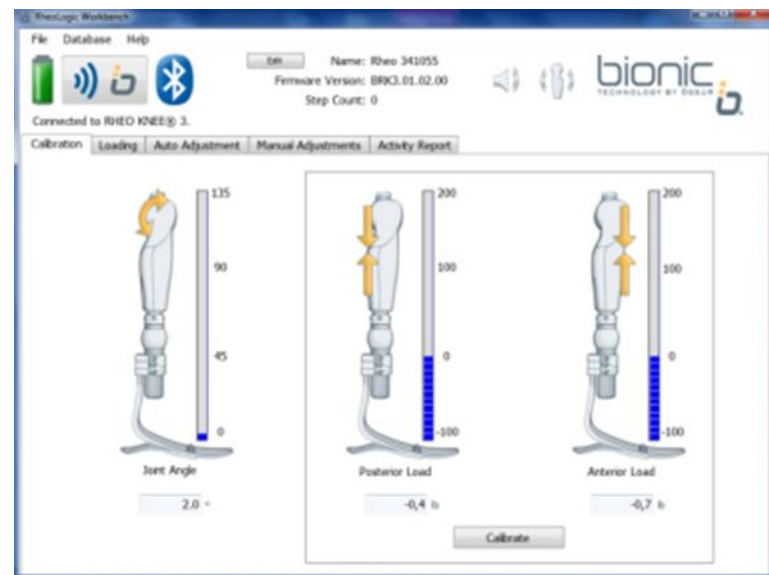 RheoLogic Workbench
File Database Help
Edit Name: Rheo 341055
Firmware Version: BRK3.01.02.00
Step Count: 0
bionic
TECHNOLOGY BY ÖSSUR
Connected to RHEO KNEE® 3.
Calibration Loading Auto Adjustment Manual Adjustments Activity Report
135 200 200
90 100 100
45 0 0
0 -100 -100
Joint Angle Posterior Load Anterior Load
2.0 ° -0,4 lb -0,7 lb
Calibrate